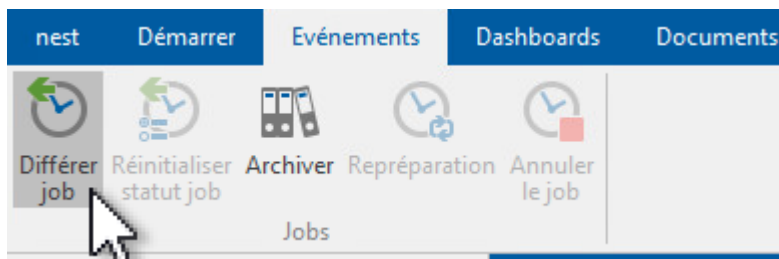 nest Démarrer Evénements Dashboards Documents
Différer Réinitialiser Archiver Repréparation Annuler
job statut job le job
Jobs